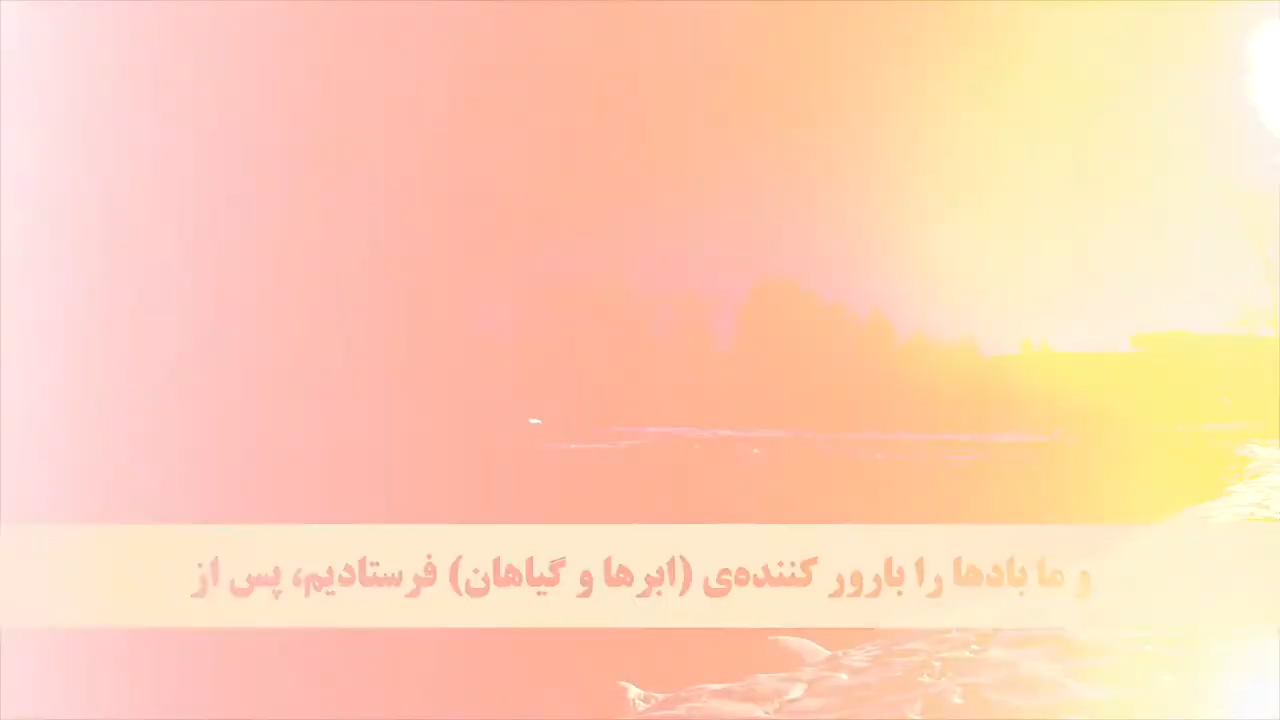 و ما بادها را بارور کننده‌ی (ابرها و گیاهان) فرستادیم، پس از